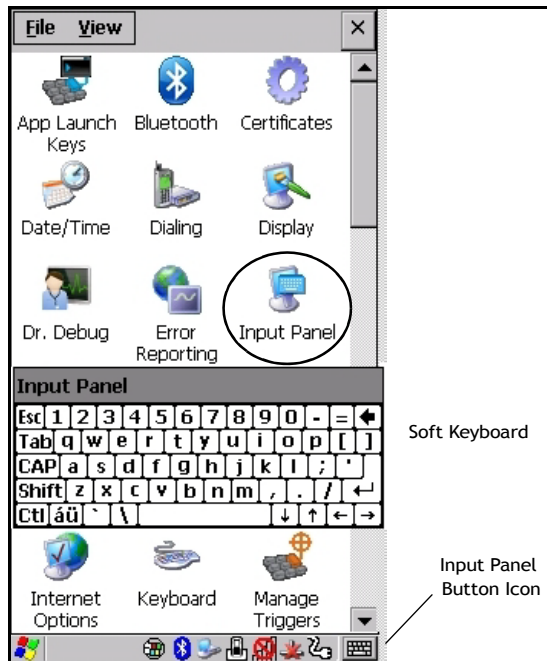 File View ×
App Launch Keys
Bluetooth
Certificates
Date/Time
Dialing
Display
Dr. Debug
Error Reporting
Input Panel
Input Panel
Esc 1 2 3 4 5 6 7 8 9 0 - =
Tab q w e r t y u i o p [ ]
CAP a s d f g h j k l ; '
Shift z x c v b n m , . /
Ctl áü ` \ ↓ ↑ ← →
Soft Keyboard
Internet Options
Keyboard
Manage Triggers
Input Panel
Button Icon